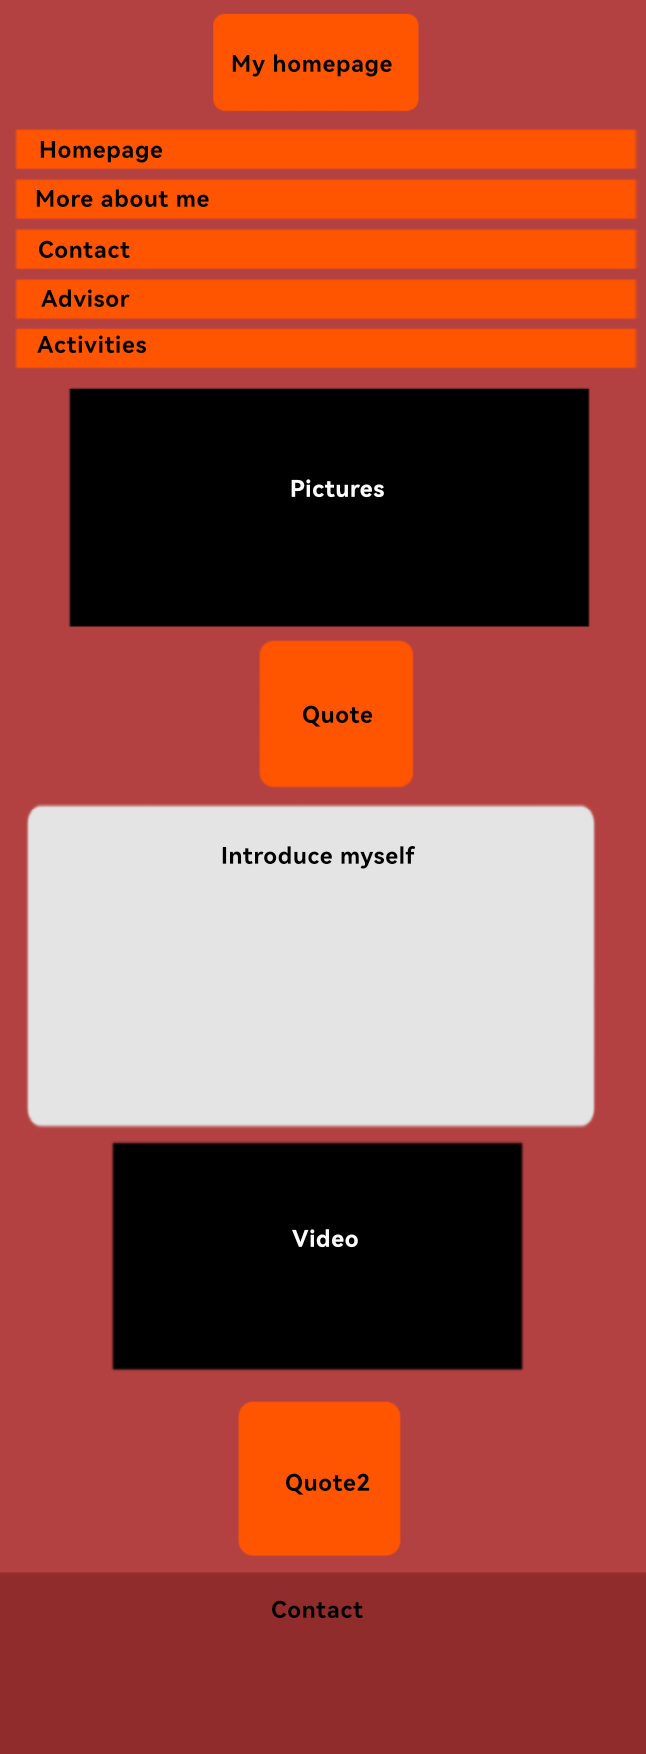 My homepage
Homepage
More about me
Contact
Advisor
Activities
Pictures
Quote
Introduce myself
Video
Quote2
Contact